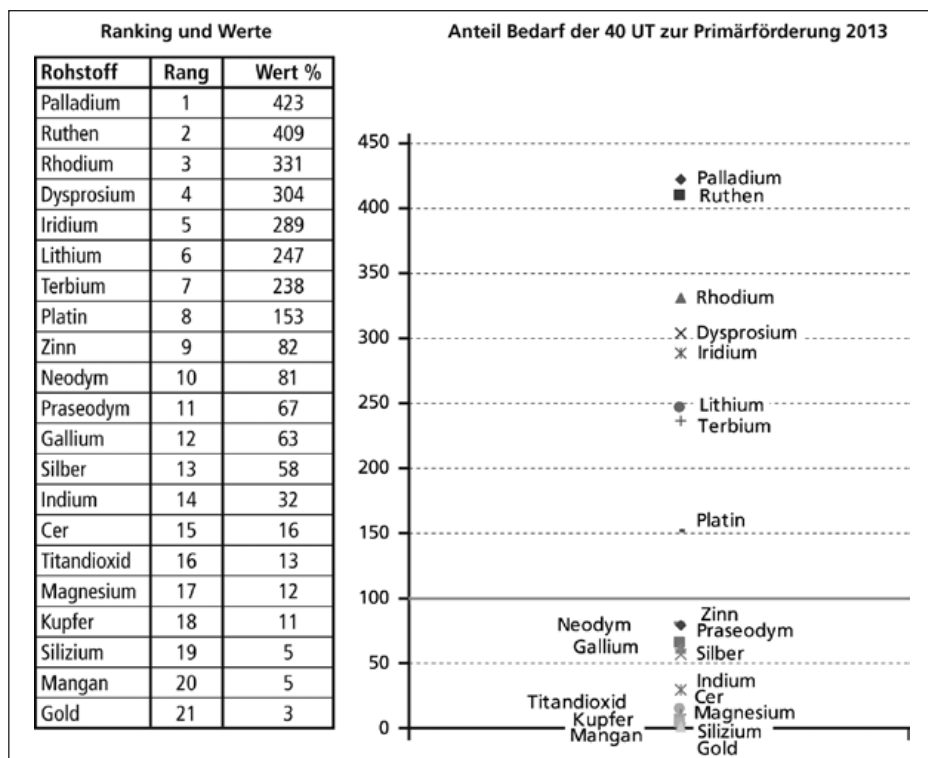 Ranking und Werte
Rohstoff Rang Wert %
Palladium 1 423
Ruthen 2 409
Rhodium 3 331
Dysprosium 4 304
Iridium 5 289
Lithium 6 247
Terbium 7 238
Platin 8 153
Zinn 9 82
Neodym 10 81
Praseodym 11 67
Gallium 12 63
Silber 13 58
Indium 14 32
Cer 15 16
Titandioxid 16 13
Magnesium 17 12
Kupfer 18 11
Silizium 19 5
Mangan 20 5
Gold 21 3
Anteil Bedarf der 40 UT zur Primärförderung 2013
450
Palladium
Ruthen
400
350
Rhodium
Dysprosium
300
Iridium
Lithium
250
Terbium
200
Platin
150
100
Zinn
Neodym
Praseodym
Gallium
Silber
50
Indium
Cer
Titandioxid
Magnesium
Kupfer
Mangan
Silizium
0
Gold